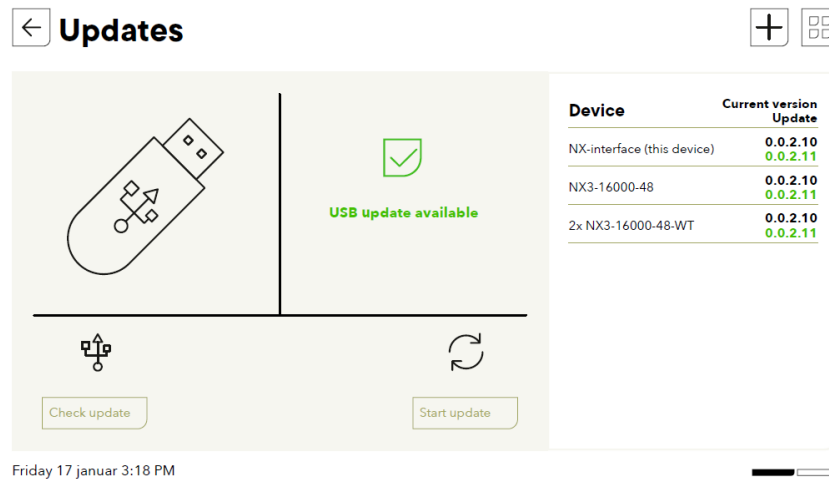 Updates
USB update available
Check update
Start update
Device
Current version
Update
NX-interface (this device)
0.0.2.10
0.0.2.11
NX3-16000-48
0.0.2.10
0.0.2.11
2x NX3-16000-48-WT
0.0.2.10
0.0.2.11
Friday 17 januar 3:18 PM